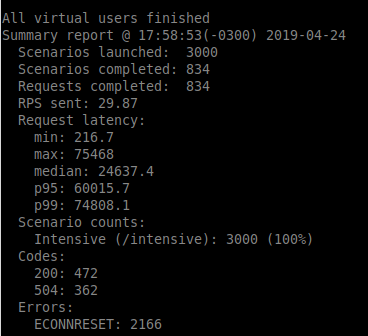 All virtual users finished
Summary report @ 17:58:53(-0300) 2019-04-24
Scenarios launched: 3000
Scenarios completed: 834
Requests completed: 834
RPS sent: 29.87
Request latency:
min: 216.7
max: 75468
median: 24637.4
p95: 60015.7
p99: 74808.1
Scenario counts:
Intensive (/intensive): 3000 (100%)
Codes:
200: 472
504: 362
Errors:
ECONNRESET: 2166